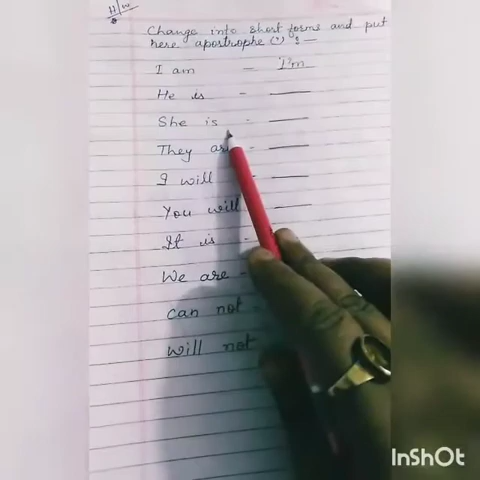 H/W
Change into short forms and put
here apostrophe (') :—
I am - I'm
He is -
She is -
They are -
I will -
You will
It is -
We are -
can not -
will not
InShOt